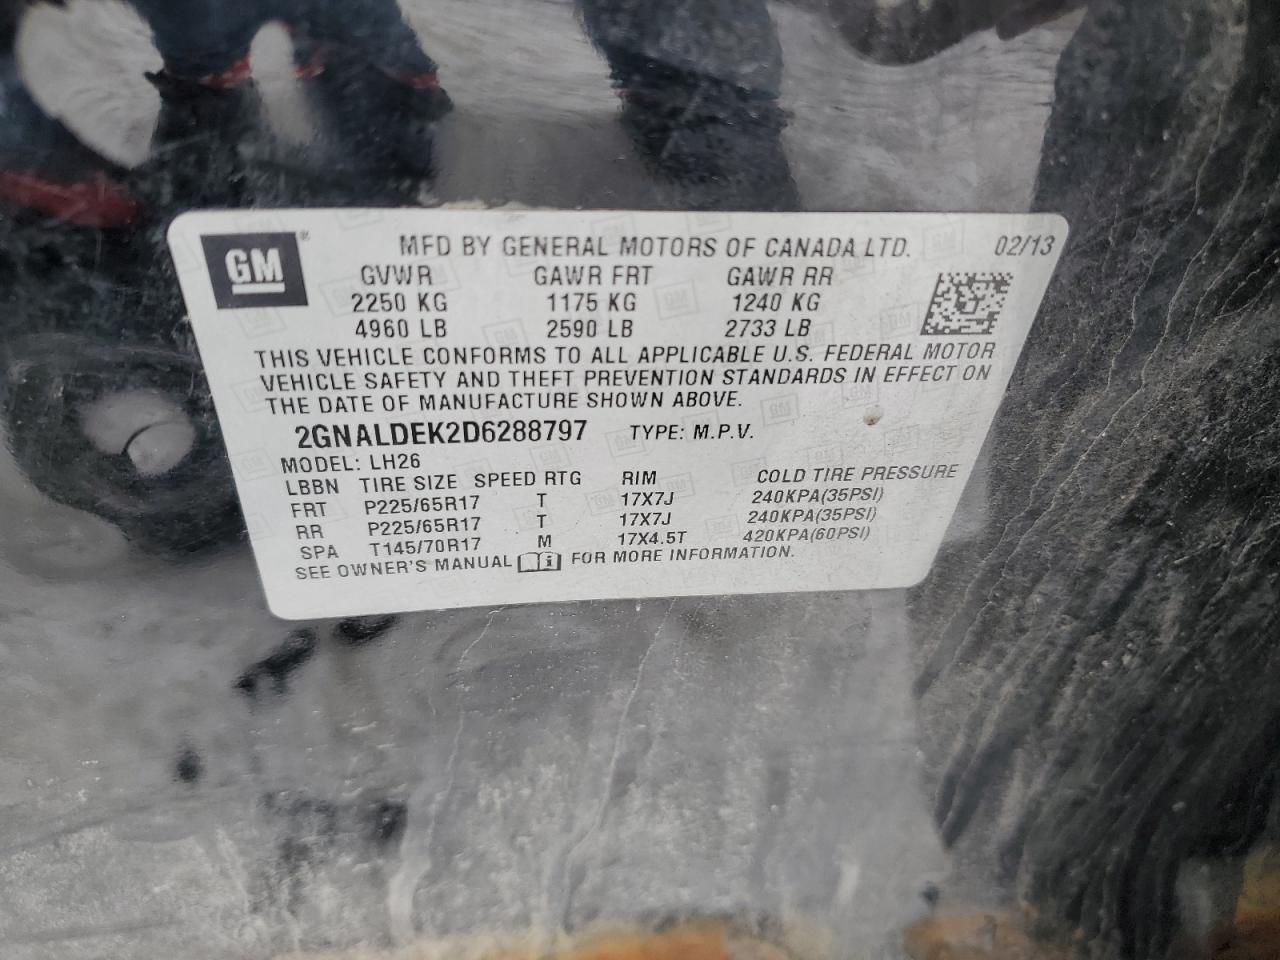 GM® MFD BY GENERAL MOTORS OF CANADA LTD. 02/13
GVWR GAWR FRT GAWR RR
2250 KG 1175 KG 1240 KG
4960 LB 2590 LB 2733 LB
THIS VEHICLE CONFORMS TO ALL APPLICABLE U.S. FEDERAL MOTOR
VEHICLE SAFETY AND THEFT PREVENTION STANDARDS IN EFFECT ON
THE DATE OF MANUFACTURE SHOWN ABOVE.
2GNALDEK2D6288797 TYPE: M.P.V.
MODEL: LH26
LBBN TIRE SIZE SPEED RTG RIM COLD TIRE PRESSURE
FRT P225/65R17 T 17X7J 240KPA(35PSI)
RR P225/65R17 T 17X7J 240KPA(35PSI)
SPA T145/70R17 M 17X4.5T 420KPA(60PSI)
SEE OWNER'S MANUAL FOR MORE INFORMATION.